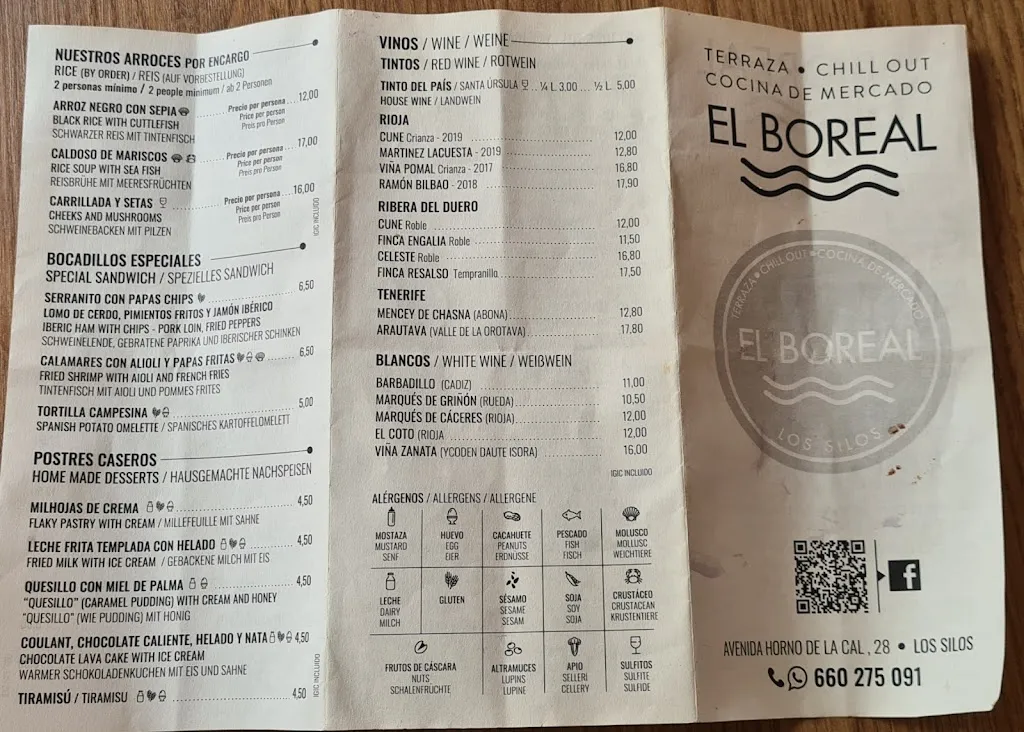 NUESTROS ARROCES POR ENCARGO
RICE (BY ORDER) / REIS (AUF VORBESTELLUNG)
2 personas mínimo / 2 people minimum / ab 2 Personen
ARROZ NEGRO CON SEPIA Precio por persona 12,00
BLACK RICE WITH CUTTLEFISH Price per person
SCHWARZER REIS MIT TINTENFISCH Preis pro Person
CALDOSO DE MARISCOS Precio por persona 17,00
RICE SOUP WITH SEA FISH Price per person
REISBRÜHE MIT MEERESFRÜCHTEN Preis pro Person
CARRILLADA Y SETAS Precio por persona 16,00
CHEEKS AND MUSHROOMS Price per person
SCHWEINEBACKEN MIT PILZEN Preis pro Person
IGIC INCLUIDO
BOCADILLOS ESPECIALES
SPECIAL SANDWICH / SPEZIELLES SANDWICH
SERRANITO CON PAPAS CHIPS 6,50
LOMO DE CERDO, PIMIENTOS FRITOS Y JAMÓN IBÉRICO
IBERIC HAM WITH CHIPS - PORK LOIN, FRIED PEPPERS
SCHWEINELENDE, GEBRATENE PAPRIKA UND IBERISCHER SCHINKEN
CALAMARES CON ALIOLI Y PAPAS FRITAS 6,50
FRIED SHRIMP WITH AIOLI AND FRENCH FRIES
TINTENFISCH MIT AIOLI UND POMMES FRITES
TORTILLA CAMPESINA 5,00
SPANISH POTATO OMELETTE / SPANISCHES KARTOFFELOMELETT
POSTRES CASEROS
HOME MADE DESSERTS / HAUSGEMACHTE NACHSPEISEN
MILHOJAS DE CREMA 4,50
FLAKY PASTRY WITH CREAM / MILLEFEUILLE MIT SAHNE
LECHE FRITA TEMPLADA CON HELADO 4,50
FRIED MILK WITH ICE CREAM / GEBACKENE MILCH MIT EIS
QUESILLO CON MIEL DE PALMA 4,50
"QUESILLO" (CARAMEL PUDDING) WITH CREAM AND HONEY
"QUESILLO" (WIE PUDDING) MIT HONIG
COULANT, CHOCOLATE CALIENTE, HELADO Y NATA 4,50
CHOCOLATE LAVA CAKE WITH ICE CREAM
WARMER SCHOKOLADENKUCHEN MIT EIS UND SAHNE
TIRAMISÚ / TIRAMISU 4,50
IGIC INCLUIDO
VINOS / WINE / WEINE
TINTOS / RED WINE / ROTWEIN
TINTO DEL PAÍS / SANTA ÚRSULA .. ¼ L 3.00 ... ½ L 5,00
HOUSE WINE / LANDWEIN
RIOJA
CUNE Crianza - 2019 12,00
MARTINEZ LACUESTA - 2019 12,80
VIÑA POMAL Crianza - 2017 16,80
RAMÓN BILBAO - 2018 17,90
RIBERA DEL DUERO
CUNE Roble 12,00
FINCA ENGALIA Roble 11,50
CELESTE Roble 16,80
FINCA RESALSO Tempranillo 17,50
TENERIFE
MENCEY DE CHASNA (ABONA) 12,80
ARAUTAVA (VALLE DE LA OROTAVA) 17,80
BLANCOS / WHITE WINE / WEIßWEIN
BARBADILLO (CADIZ) 11,00
MARQUÉS DE GRIÑÓN (RUEDA) 10,50
MARQUÉS DE CÁCERES (RIOJA) 12,00
EL COTO (RIOJA 12,00
VIÑA ZANATA (YCODEN DAUTE ISORA) 16,00
IGIC INCLUIDO
ALÉRGENOS / ALLERGENS / ALLERGENE
MOSTAZA
MUSTARD
SENF
HUEVO
EGG
EIER
CACAHUETE
PEANUTS
ERDNÜSSE
PESCADO
FISH
FISCH
MOLUSCO
MOLLUSC
WEICHTIERE
LECHE
DAIRY
MILCH
GLUTEN
SÉSAMO
SESAME
SESAM
SOJA
SOY
SOJA
CRUSTÁCEO
CRUSTACEAN
KRUSTENTIERE
FRUTOS DE CÁSCARA
NUTS
SCHALENFRÜCHTE
ALTRAMUCES
LUPINS
LUPINE
APIO
SELLERI
CELLERY
SULFITOS
SULFITE
SULFIDE
TERRAZA • CHILL OUT
COCINA DE MERCADO
EL BOREAL
TERRAZA • CHILL OUT • COCINA DE MERCADO
EL BOREAL
LOS SILOS
f
AVENIDA HORNO DE LA CAL , 28 • LOS SILOS
660 275 091